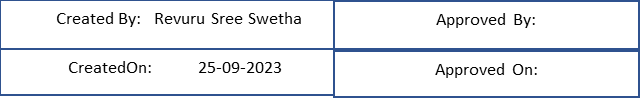 Created By: Revuru Sree Swetha
Approved By:
CreatedOn: 25-09-2023
Approved On: